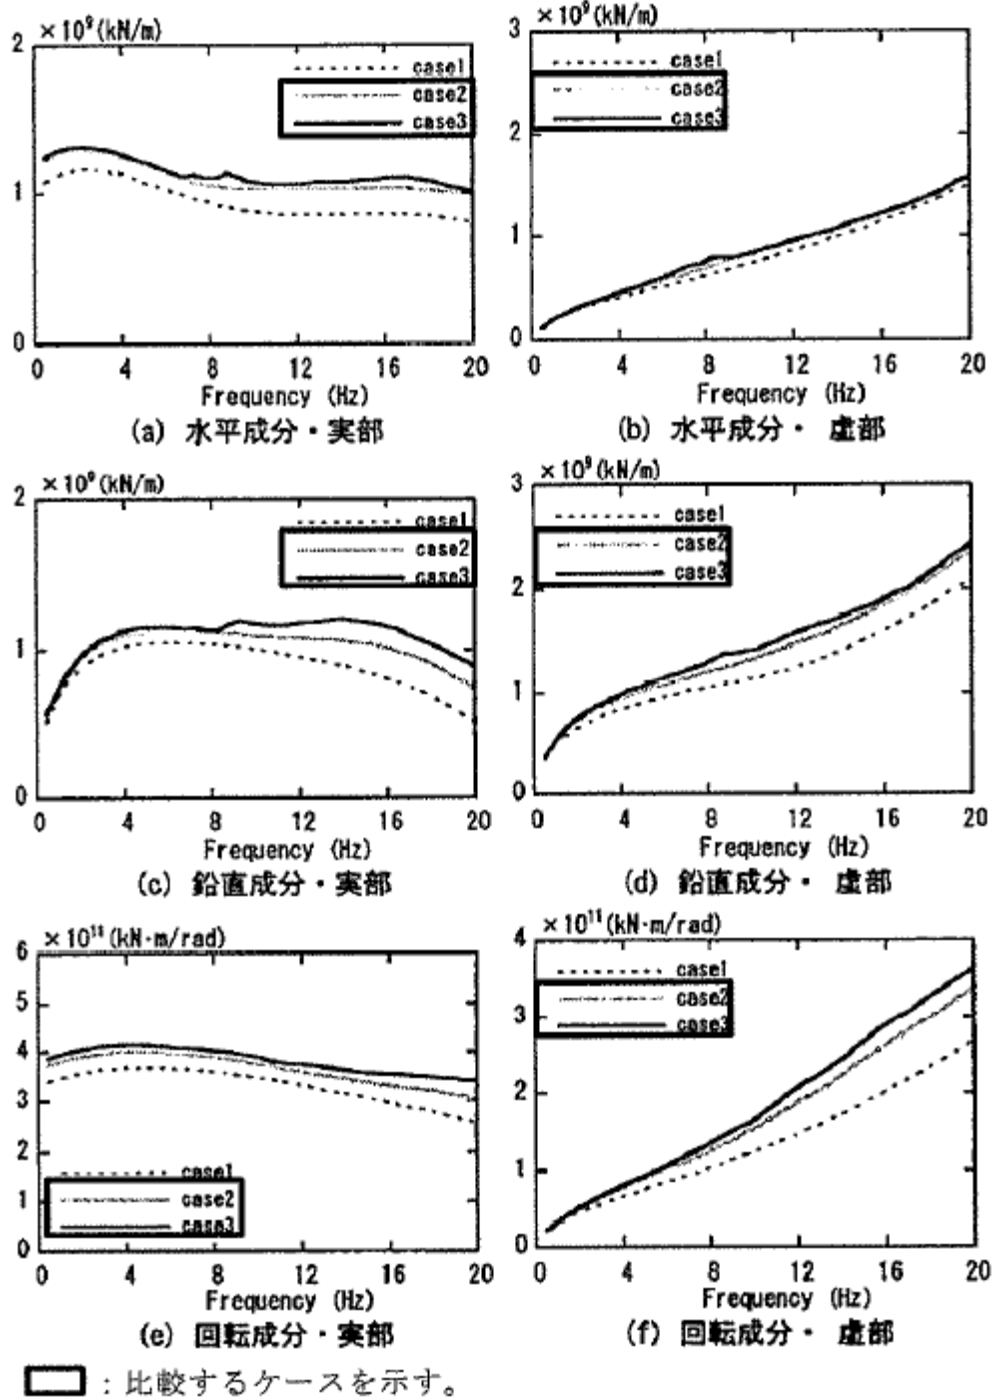 ×10⁹(kN/m)
2
1
0
case1
case2
case3
0 4 8 12 16 20
Frequency (Hz)
(a) 水平成分・実部
×10⁹(kN/m)
3
2
1
0
case1
case2
case3
0 4 8 12 16 20
Frequency (Hz)
(b) 水平成分・ 虚部
×10⁹(kN/m)
2
1
0
case1
case2
case3
0 4 8 12 16 20
Frequency (Hz)
(c) 鉛直成分・実部
×10⁹(kN/m)
3
2
1
0
case1
case2
case3
0 4 8 12 16 20
Frequency (Hz)
(d) 鉛直成分・ 虚部
×10¹¹(kN·m/rad)
6
5
4
3
2
1
0
case1
case2
case3
0 4 8 12 16 20
Frequency (Hz)
(e) 回転成分・実部
×10¹¹(kN·m/rad)
4
3
2
1
0
case1
case2
case3
0 4 8 12 16 20
Frequency (Hz)
(f) 回転成分・ 虚部
：比較するケースを示す。